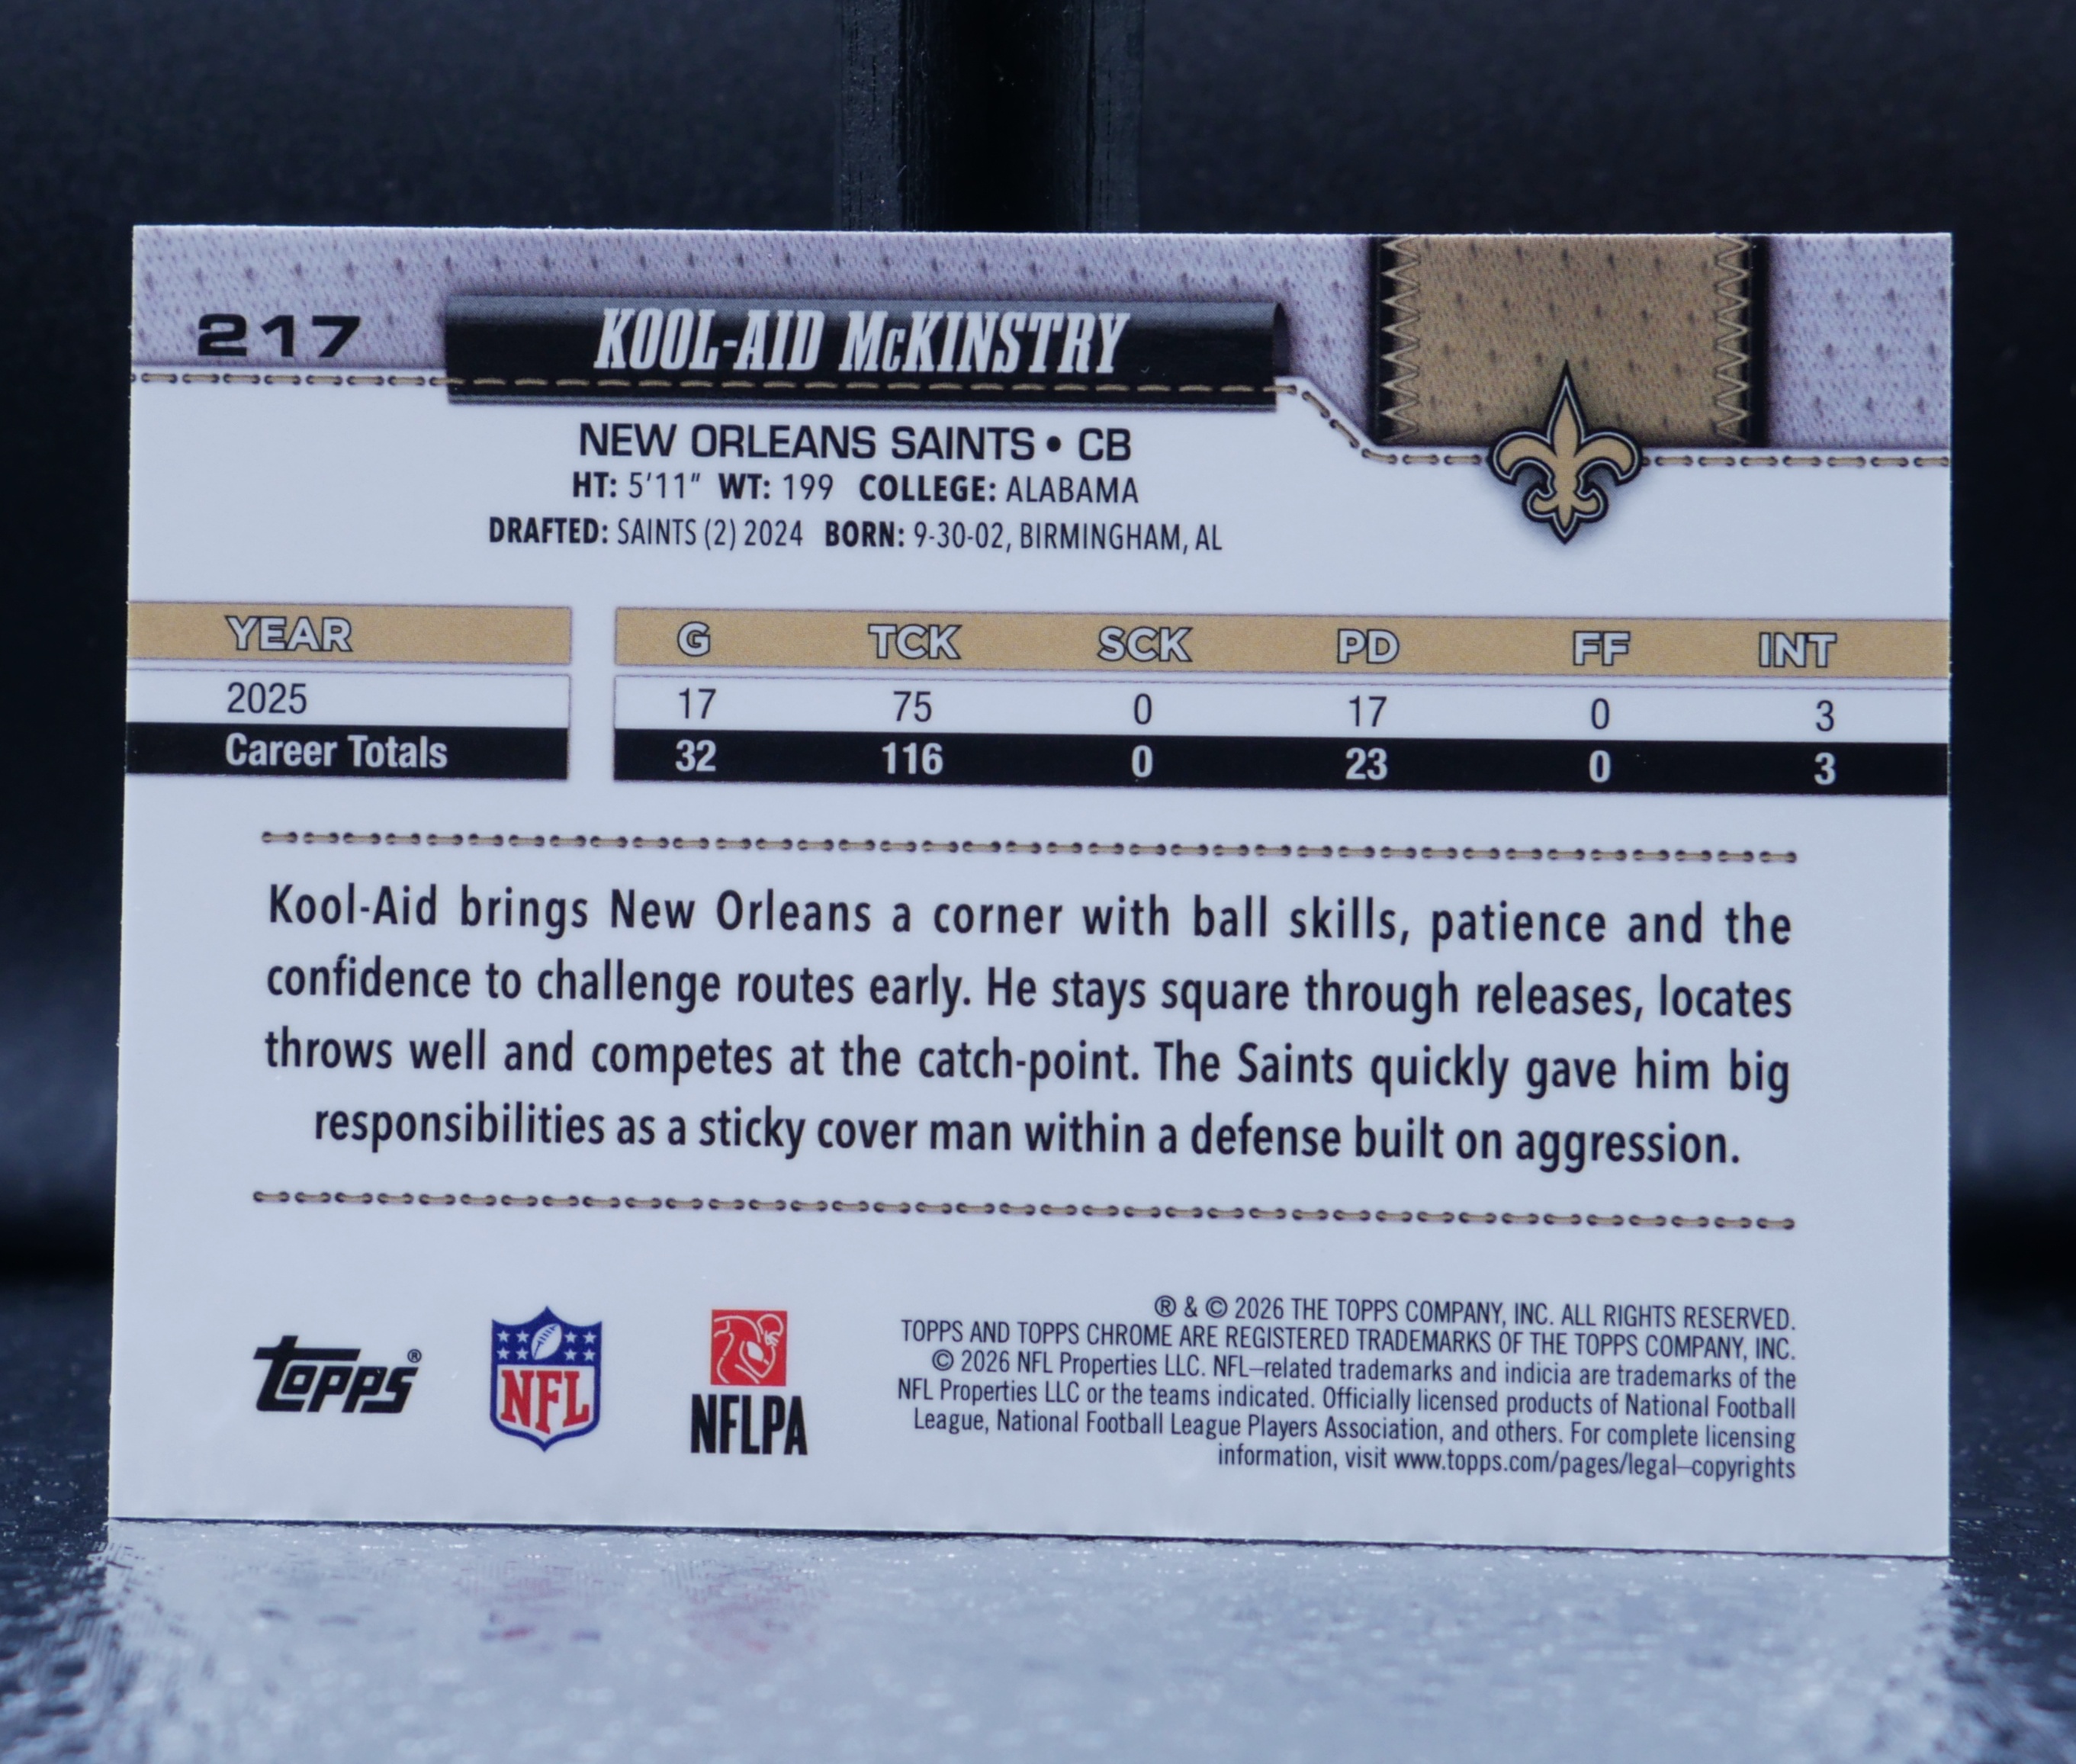 217
KOOL-AID McKINSTRY
NEW ORLEANS SAINTS • CB
HT: 5'11" WT: 199 COLLEGE: ALABAMA
DRAFTED: SAINTS (2) 2024 BORN: 9-30-02, BIRMINGHAM, AL
YEAR G TCK SCK PD FF INT
2025 17 75 0 17 0 3
Career Totals 32 116 0 23 0 3
Kool-Aid brings New Orleans a corner with ball skills, patience and the
confidence to challenge routes early. He stays square through releases, locates
throws well and competes at the catch-point. The Saints quickly gave him big
responsibilities as a sticky cover man within a defense built on aggression.
topps®
NFL
NFLPA
® & © 2026 THE TOPPS COMPANY, INC. ALL RIGHTS RESERVED.
TOPPS AND TOPPS CHROME ARE REGISTERED TRADEMARKS OF THE TOPPS COMPANY, INC.
© 2026 NFL Properties LLC. NFL–related trademarks and indicia are trademarks of the
NFL Properties LLC or the teams indicated. Officially licensed products of National Football
League, National Football League Players Association, and others. For complete licensing
information, visit www.topps.com/pages/legal–copyrights